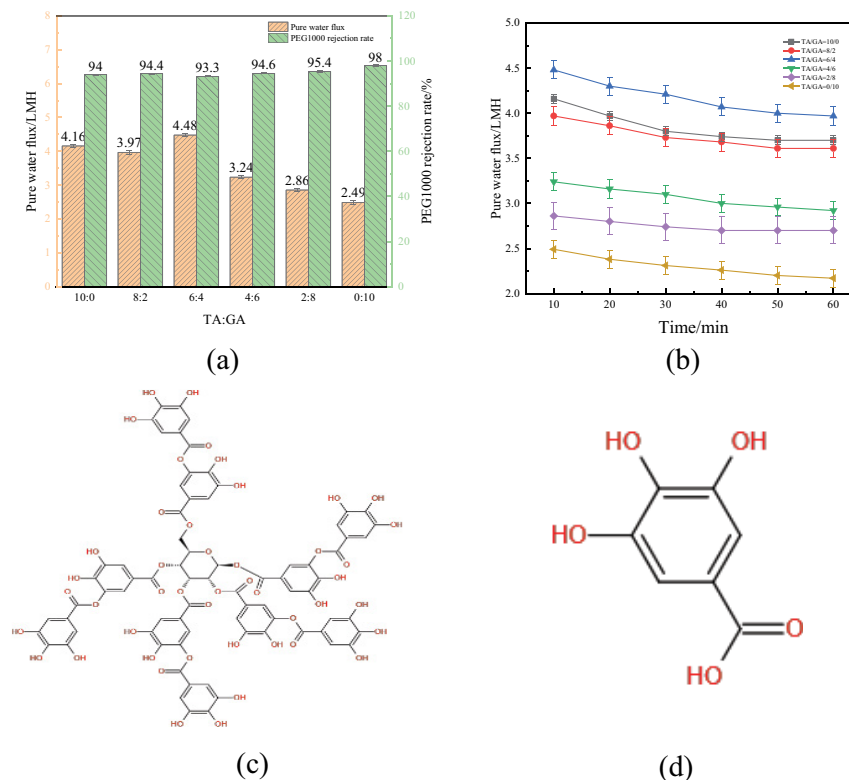 8
7
6
5
4
3
2
1
0
Pure water flux/LMH
Pure water flux
PEG1000 rejection rate
94
94.4
93.3
94.6
95.4
98
4.16
3.97
4.48
3.24
2.86
2.49
120
100
80
60
40
20
0
PEG1000 rejection rate/%
10:0
8:2
6:4
4:6
2:8
0:10
TA:GA
(a)
5.0
4.5
4.0
3.5
3.0
2.5
2.0
Pure water flux/LMH
TA/GA=10/0
TA/GA=8/2
TA/GA=6/4
TA/GA=4/6
TA/GA=2/8
TA/GA=0/10
10
20
30
40
50
60
Time/min
(b)
(c)
HO
OH
HO
O
HO
(d)